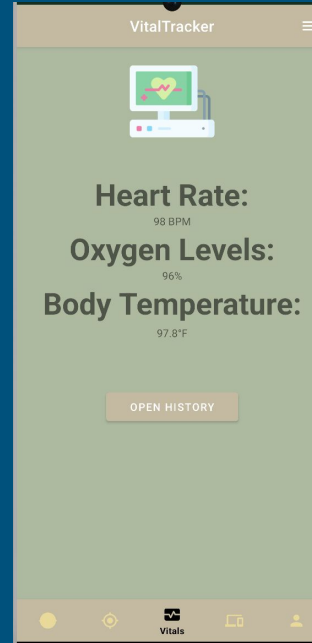 VitalTracker
Heart Rate:
98 BPM
Oxygen Levels:
96%
Body Temperature:
97.8°F
OPEN HISTORY
Vitals